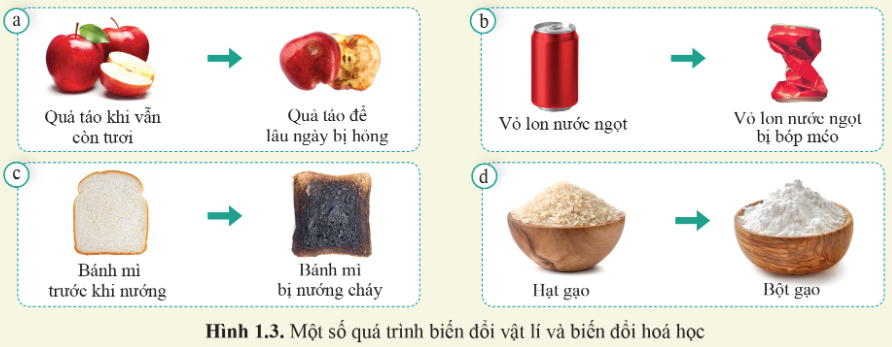 a
Quả táo khi vẫn
còn tươi
Quả táo để
lâu ngày bị hỏng
b
Vỏ lon nước ngọt
Vỏ lon nước ngọt
bị bóp méo
c
Bánh mì
trước khi nướng
Bánh mì
bị nướng cháy
d
Hạt gạo
Bột gạo
Hình 1.3. Một số quá trình biến đổi vật lí và biến đổi hoá học